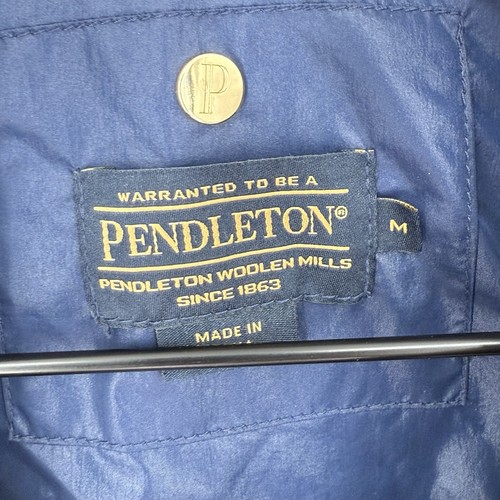 P
WARRANTED TO BE A
PENDLETON®
M
PENDLETON WOOLEN MILLS
SINCE 1863
MADE IN